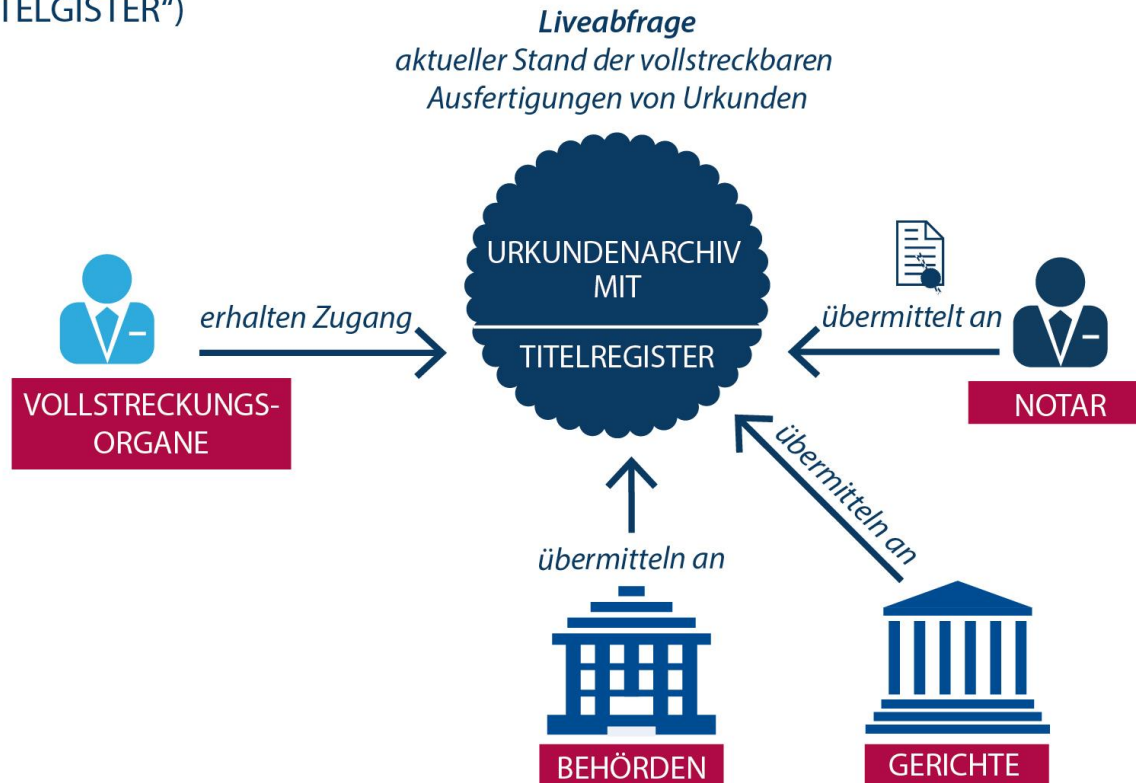 TELGISTER“)
Liveabfrage
aktueller Stand der vollstreckbaren
Ausfertigungen von Urkunden
URKUNDENARCHIV
MIT
TITELREGISTER
erhalten Zugang
VOLLSTRECKUNGS-
ORGANE
übermittelt an
NOTAR
übermitteln an
übermitteln an
BEHÖRDEN
GERICHTE